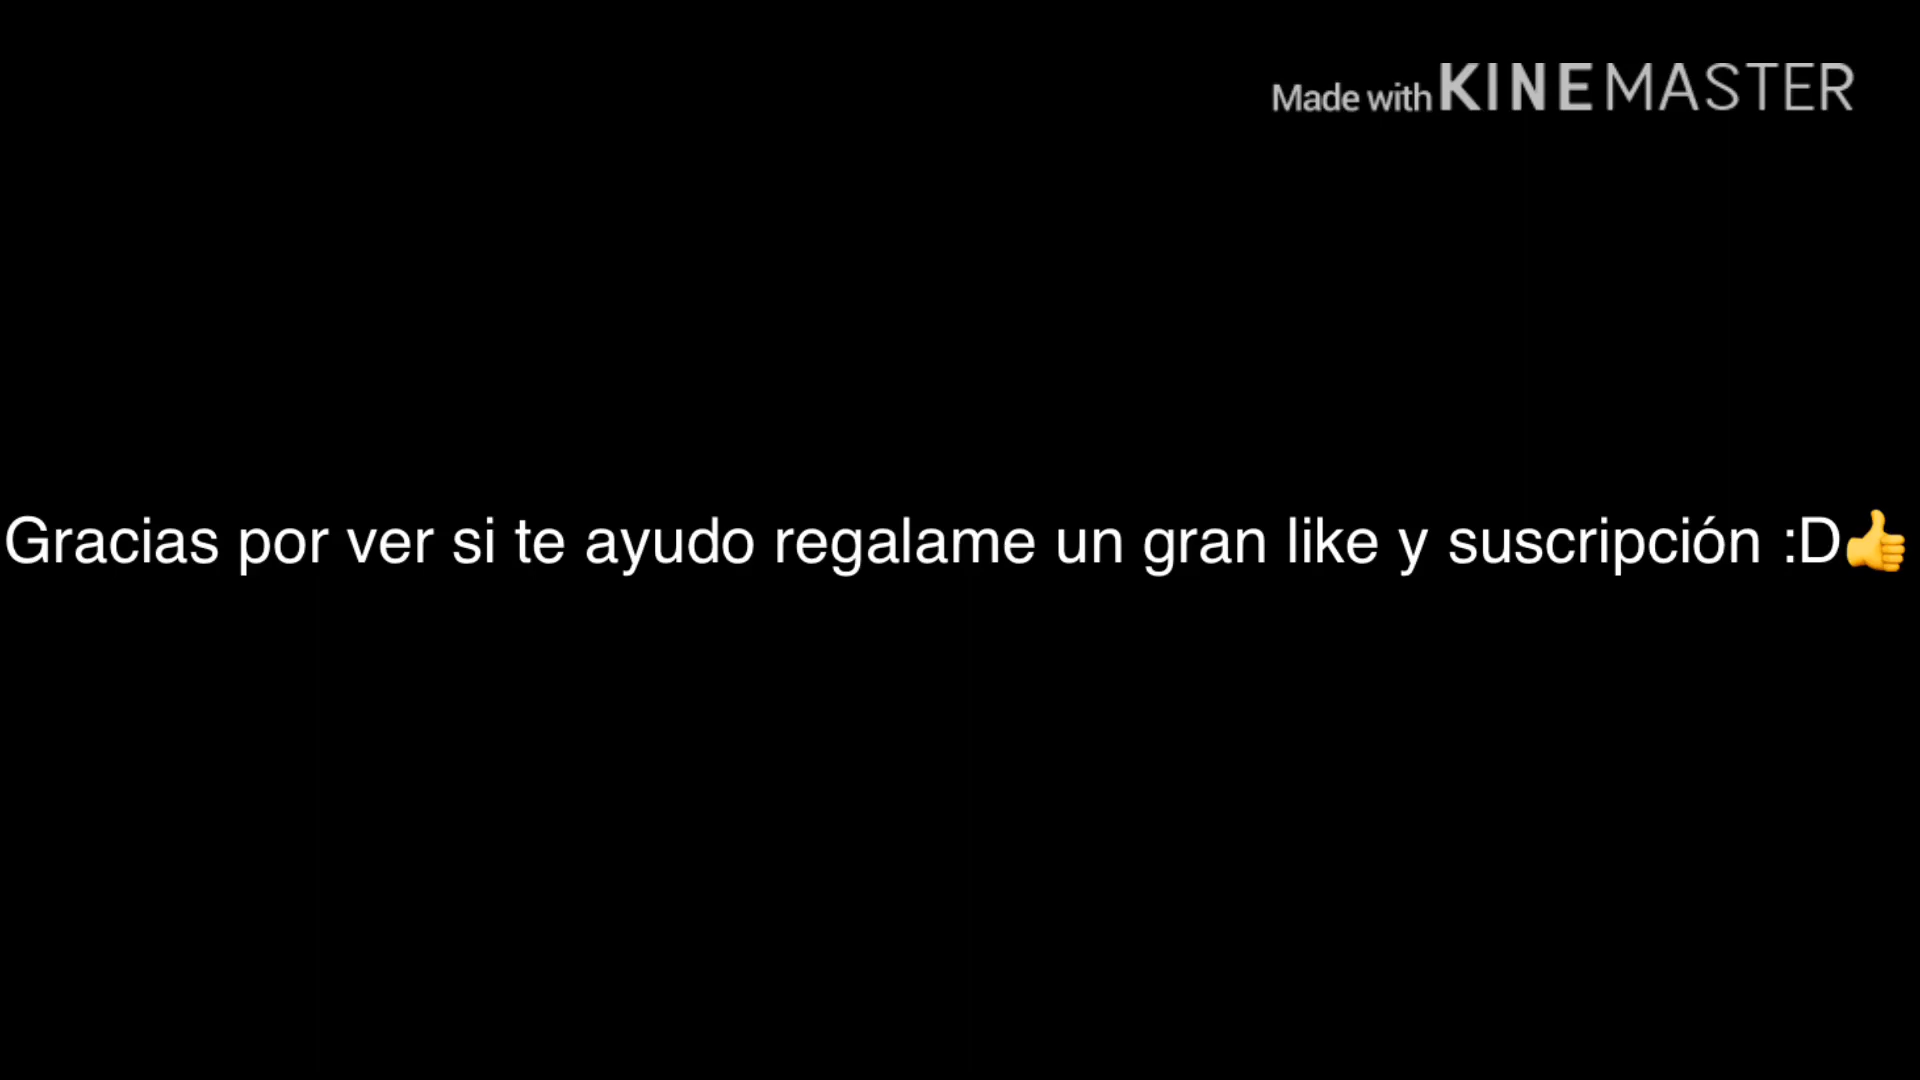 Made with KINEMASTER
Gracias por ver si te ayudo regalame un gran like y suscripción :D👍